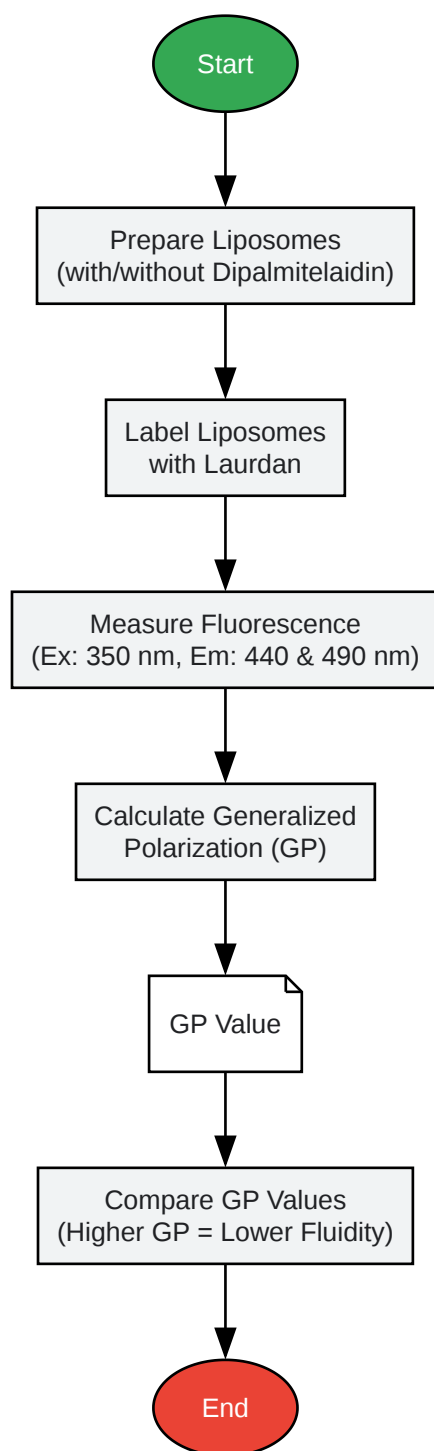 Start
Prepare Liposomes
(with/without Dipalmitelaidin)
Label Liposomes
with Laurdan
Measure Fluorescence
(Ex: 350 nm, Em: 440 & 490 nm)
Calculate Generalized
Polarization (GP)
GP Value
Compare GP Values
(Higher GP = Lower Fluidity)
End